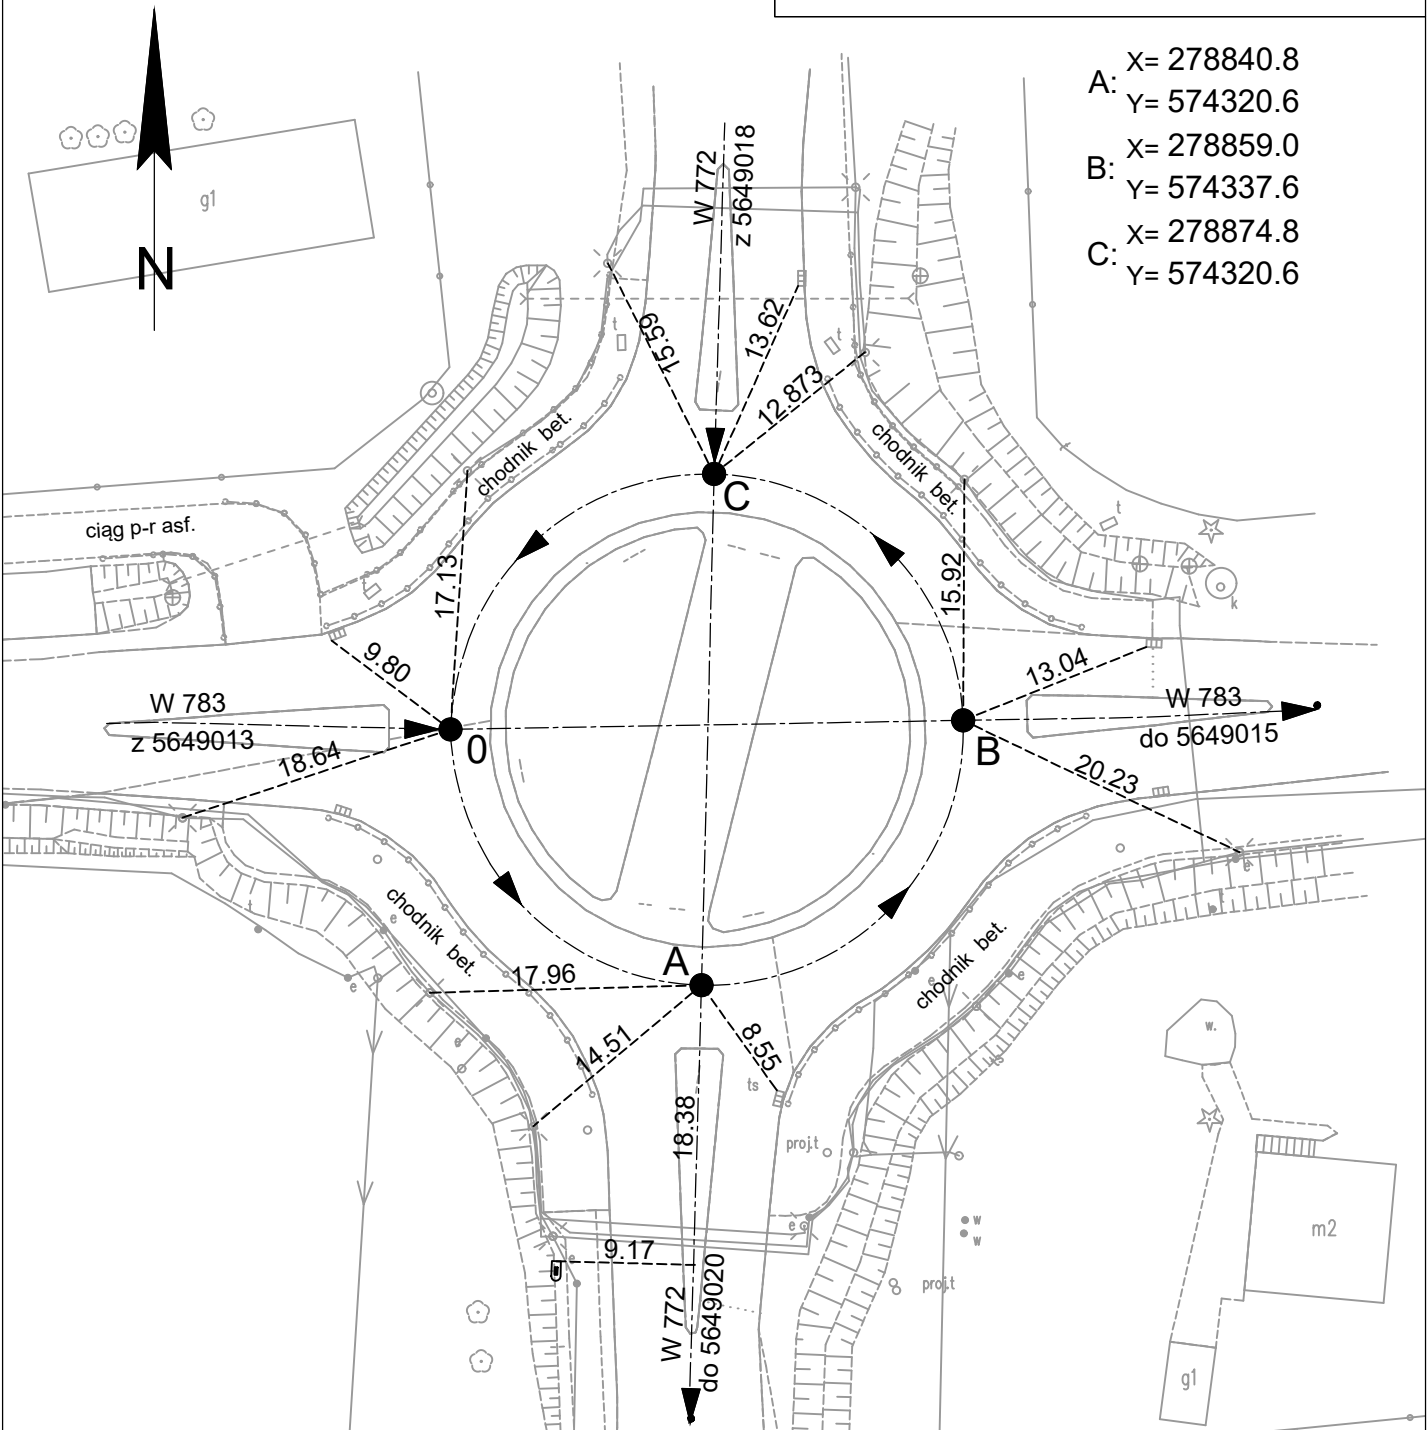 A:
X= 278840.8
Y= 574320.6
B:
X= 278859.0
Y= 574337.6
C:
X= 278874.8
Y= 574320.6
N
g1
W 772
z 5649018
t
15.59
13.62
t
12.873
chodnik bet.
chodnik bet.
C
ciąg p-r asf.
t
t
17.13
15.92
k
9.80
13.04
W 783
z 5649013
W 783
do 5649015
0
B
18.64
20.23
e
t
t
chodnik bet.
e
chodnik bet.
A
17.96
e
e
e
w.
14.51
8.55
e
ts
18.38
proj.t
e
w
w
m2
9.17
e
proj.t
W 772
do 5649020
g1